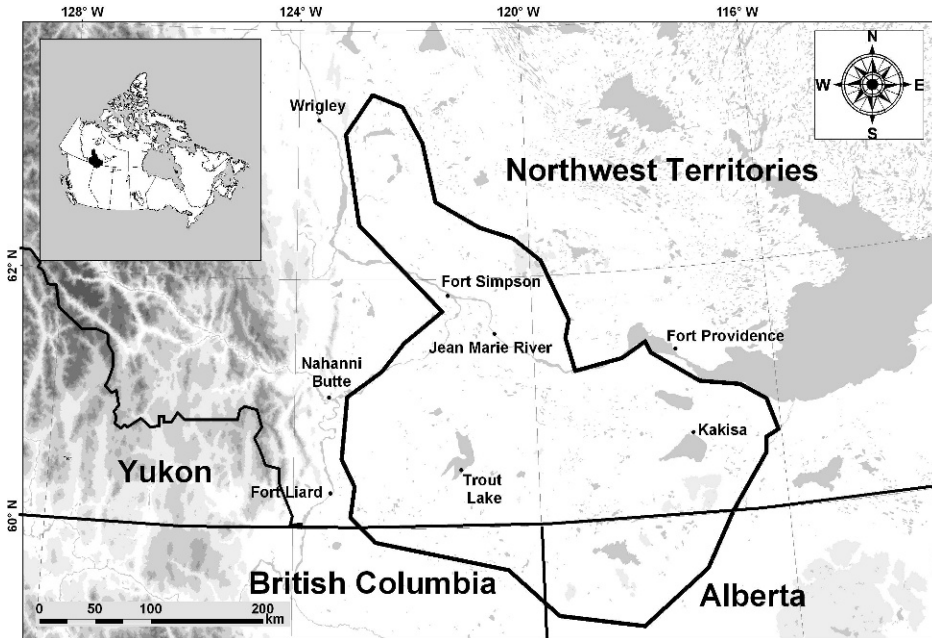 128° W
124° W
120° W
116° W
N
W
E
S
Wrigley
Northwest Territories
62° N
Fort Simpson
Jean Marie River
Fort Providence
Nahanni
Butte
Kakisa
Yukon
Trout
Lake
Fort Liard
60° N
British Columbia
Alberta
0 50 100 200
km